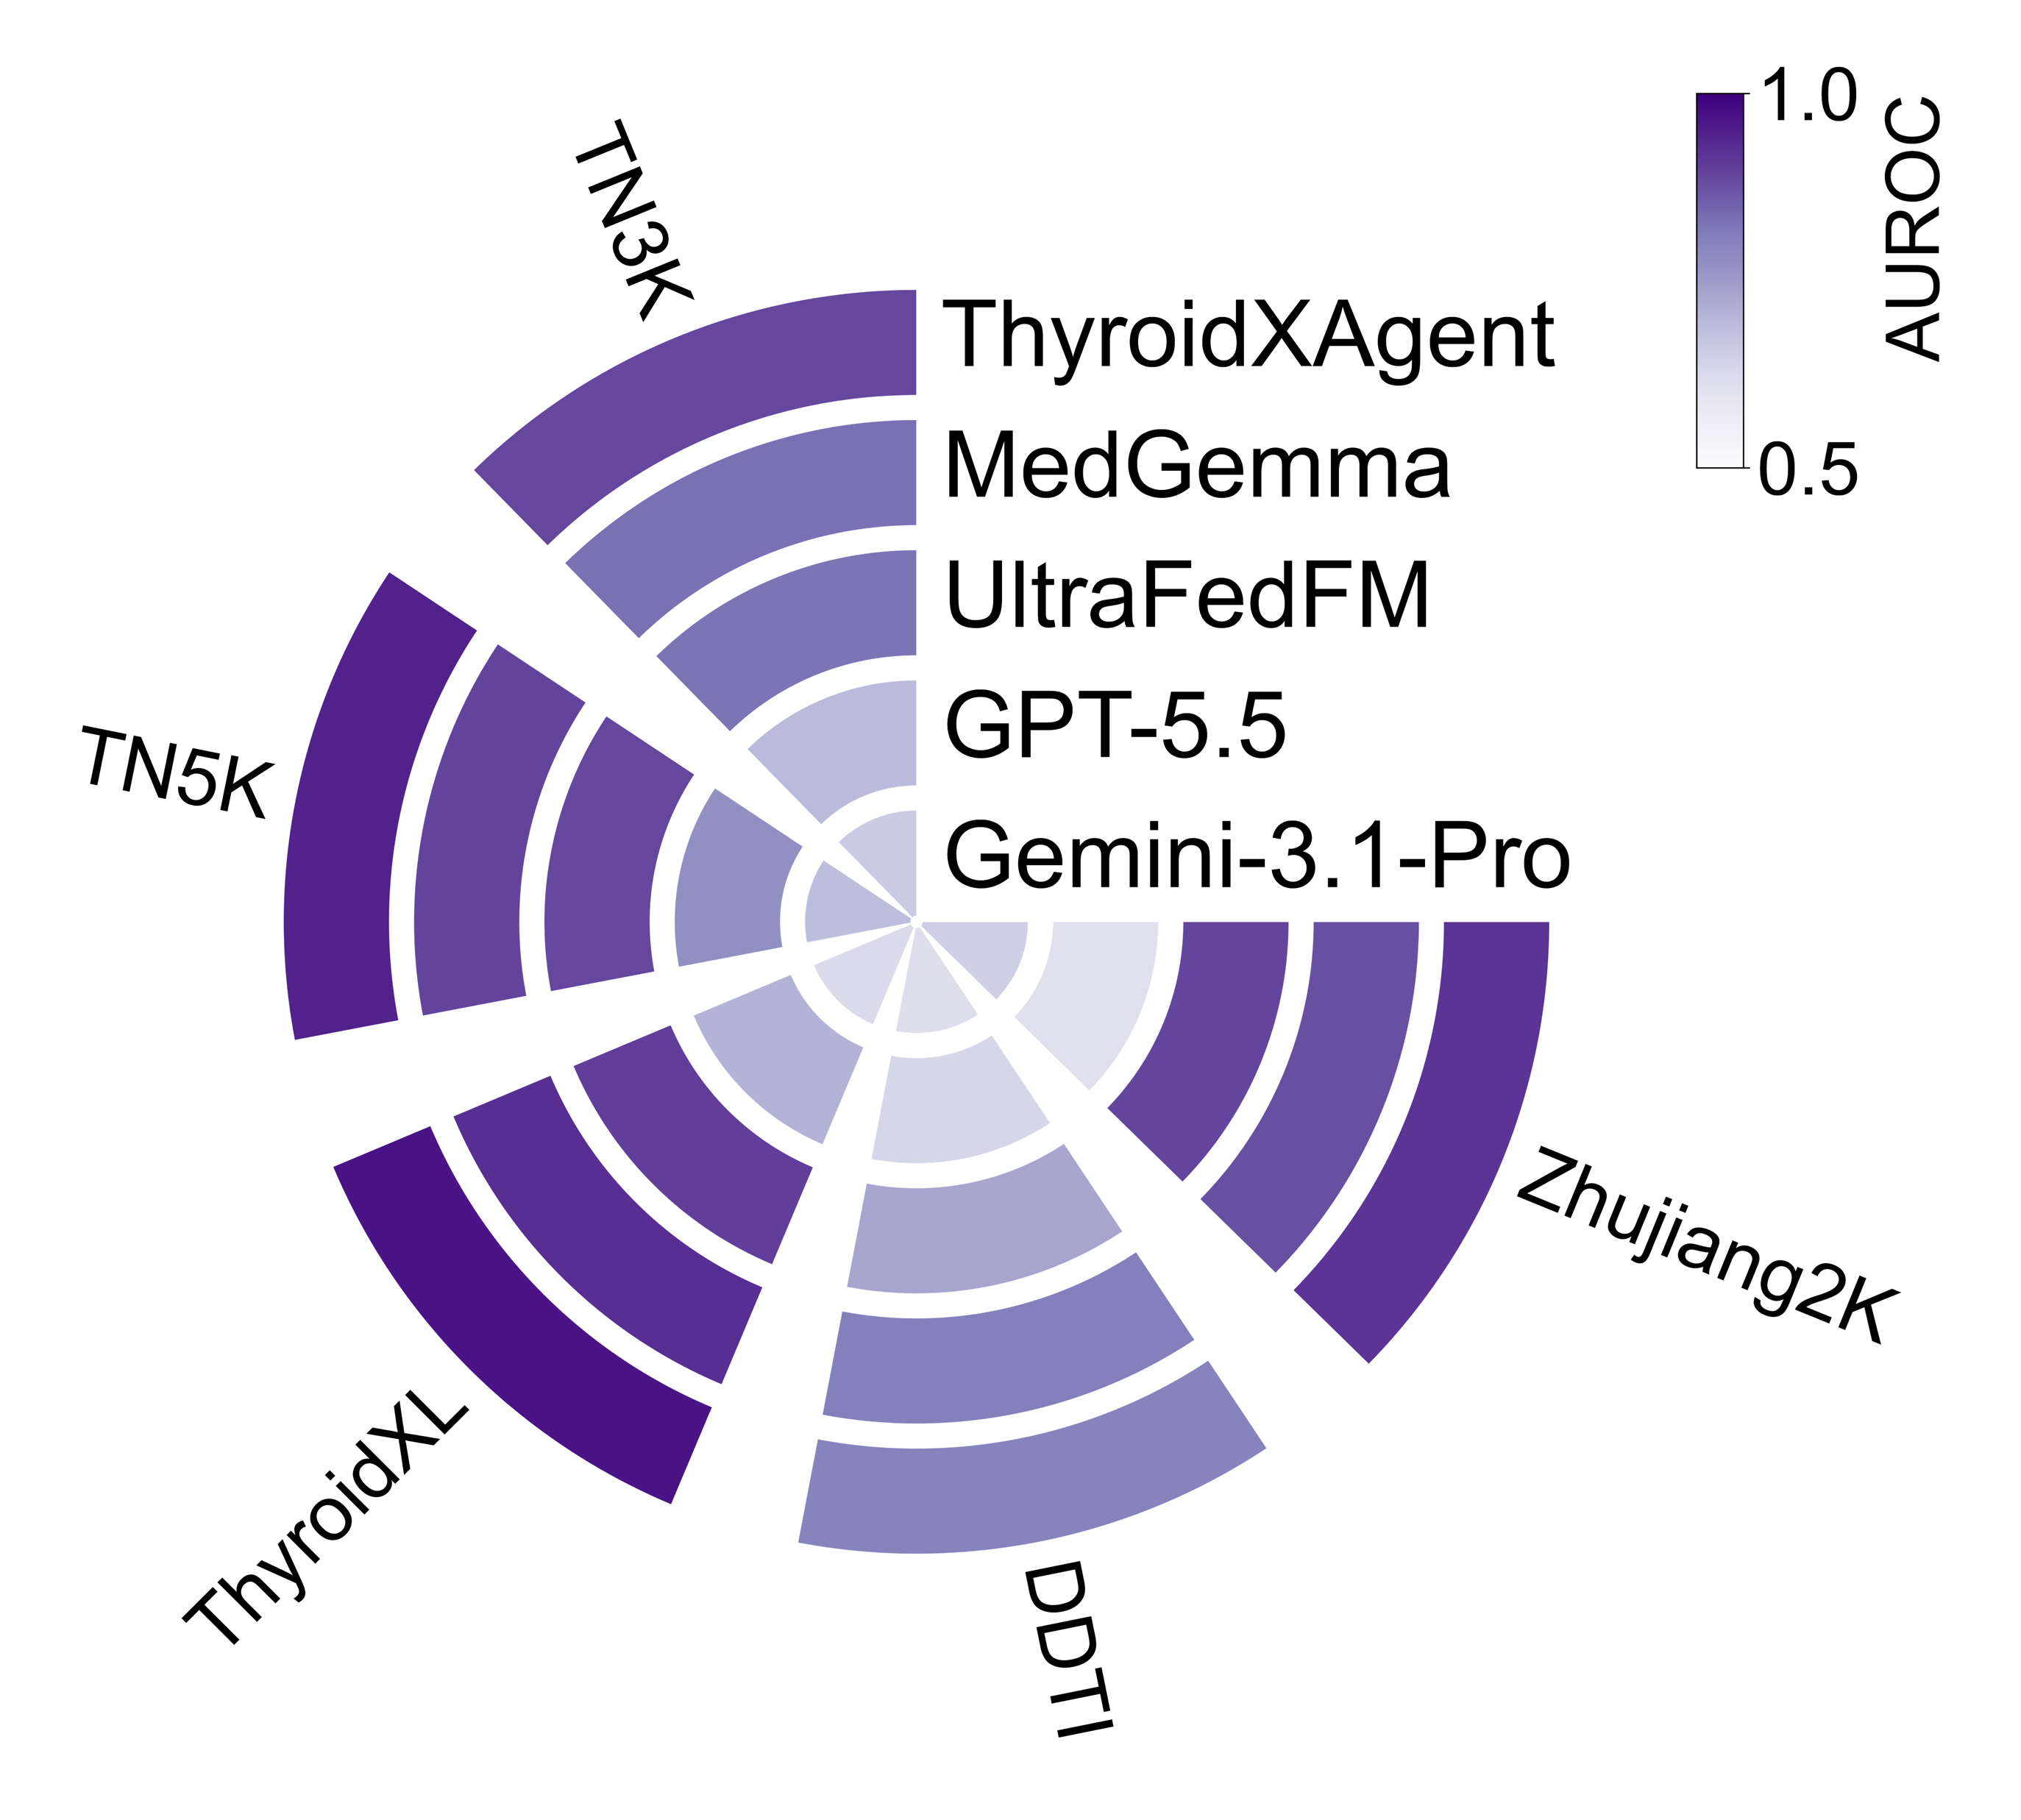 1.0
AUROC
0.5
TN3K
ThyroidXAgent
MedGemma
UltraFedFM
GPT-5.5
Gemini-3.1-Pro
TN5K
Zhujiang2K
ThyroidXL
DDTI